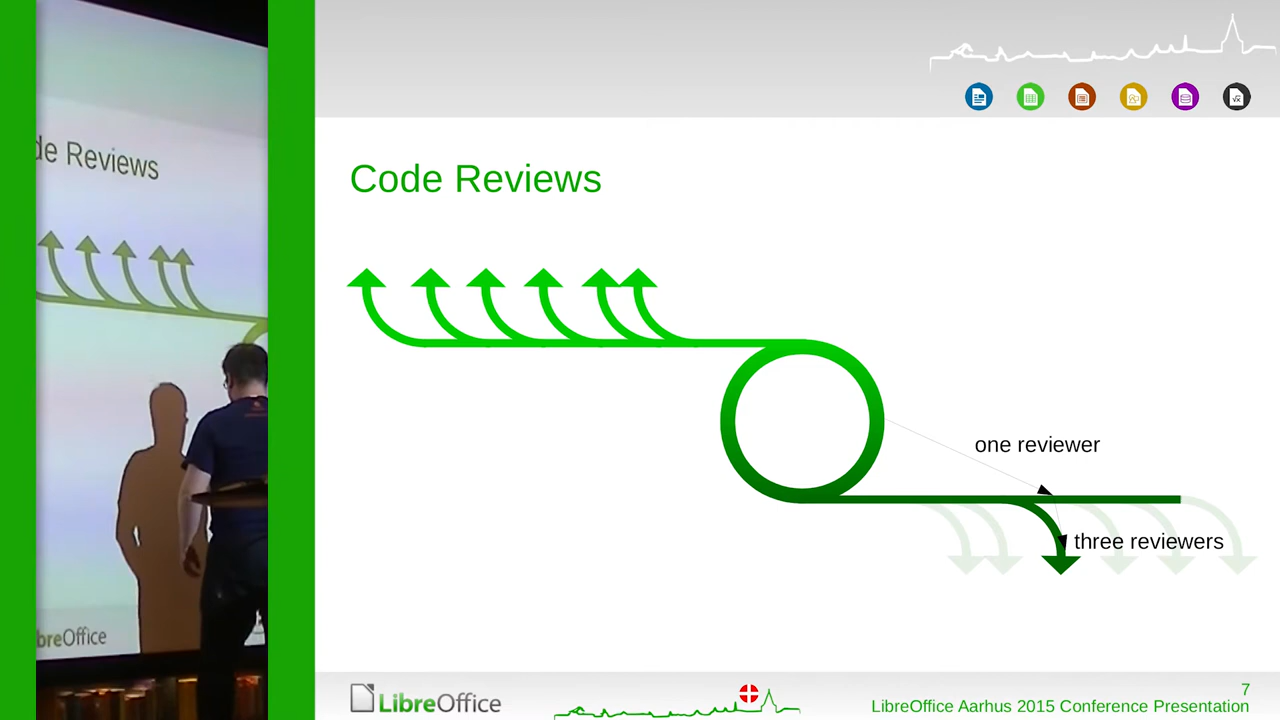 de Reviews
breOffice
Code Reviews
one reviewer
three reviewers
LibreOffice
7
LibreOffice Aarhus 2015 Conference Presentation